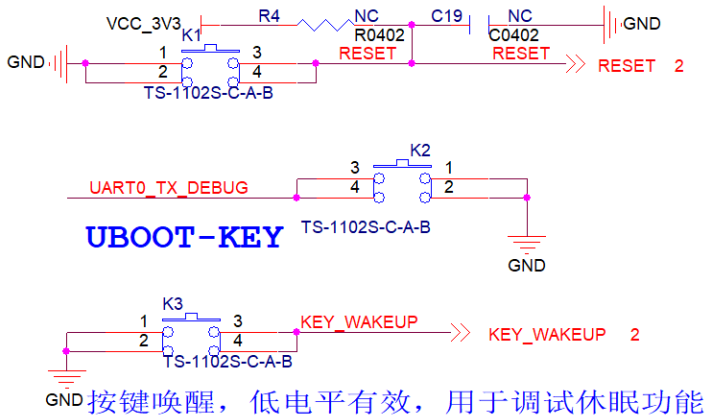 VCC_3V3 R4 NC C19 NC GND
K1 R0402 C0402
GND 1 3 RESET RESET RESET 2
2 4
TS-1102S-C-A-B
K2
3 1
UART0_TX_DEBUG 4 2
UBOOT-KEY TS-1102S-C-A-B
GND
K3
1 3 KEY_WAKEUP KEY_WAKEUP 2
2 4
TS-1102S-C-A-B
GND 按键唤醒，低电平有效，用于调试休眠功能